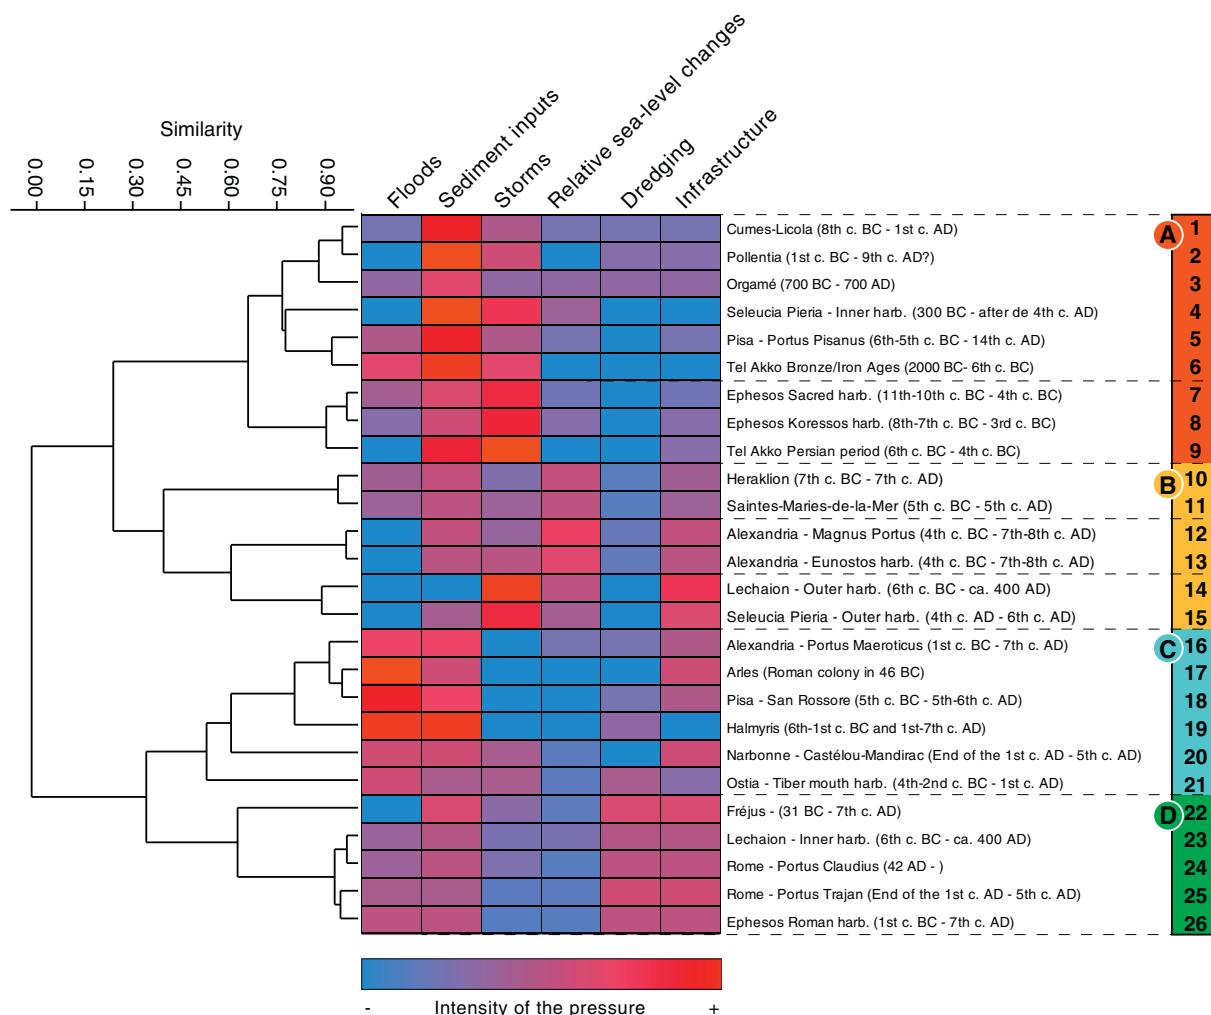 Similarity
0.00 0.15 0.30 0.45 0.60 0.75 0.90
Floods
Sediment inputs
Storms
Relative sea-level changes
Dredging
Infrastructure
Cumes-Licola (8th c. BC - 1st c. AD) A 1
Pollentia (1st c. BC - 9th c. AD?) 2
Orgamé (700 BC - 700 AD) 3
Seleucia Pieria - Inner harb. (300 BC - after de 4th c. AD) 4
Pisa - Portus Pisanus (6th-5th c. BC - 14th c. AD) 5
Tel Akko Bronze/Iron Ages (2000 BC- 6th c. BC) 6
Ephesos Sacred harb. (11th-10th c. BC - 4th c. BC) 7
Ephesos Koressos harb. (8th-7th c. BC - 3rd c. BC) 8
Tel Akko Persian period (6th c. BC - 4th c. BC) 9
Heraklion (7th c. BC - 7th c. AD) B 10
Saintes-Maries-de-la-Mer (5th c. BC - 5th c. AD) 11
Alexandria - Magnus Portus (4th c. BC - 7th-8th c. AD) 12
Alexandria - Eunostos harb. (4th c. BC - 7th-8th c. AD) 13
Lechaion - Outer harb. (6th c. BC - ca. 400 AD) 14
Seleucia Pieria - Outer harb. (4th c. AD - 6th c. AD) 15
Alexandria - Portus Maeroticus (1st c. BC - 7th c. AD) C 16
Arles (Roman colony in 46 BC) 17
Pisa - San Rossore (5th c. BC - 5th-6th c. AD) 18
Halmyris (6th-1st c. BC and 1st-7th c. AD) 19
Narbonne - Castélou-Mandirac (End of the 1st c. AD - 5th c. AD) 20
Ostia - Tiber mouth harb. (4th-2nd c. BC - 1st c. AD) 21
Fréjus - (31 BC - 7th c. AD) D 22
Lechaion - Inner harb. (6th c. BC - ca. 400 AD) 23
Rome - Portus Claudius (42 AD - ) 24
Rome - Portus Trajan (End of the 1st c. AD - 5th c. AD) 25
Ephesos Roman harb. (1st c. BC - 7th c. AD) 26
- Intensity of the pressure +